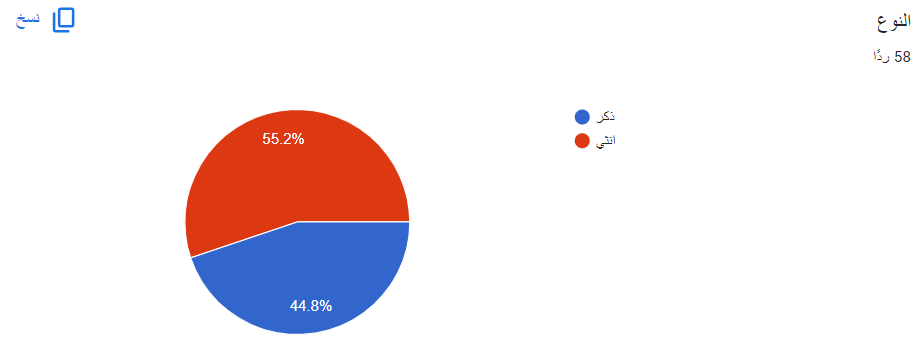 النوع
نسخ
58 ردًا
ذكر
انثي
55.2%
44.8%